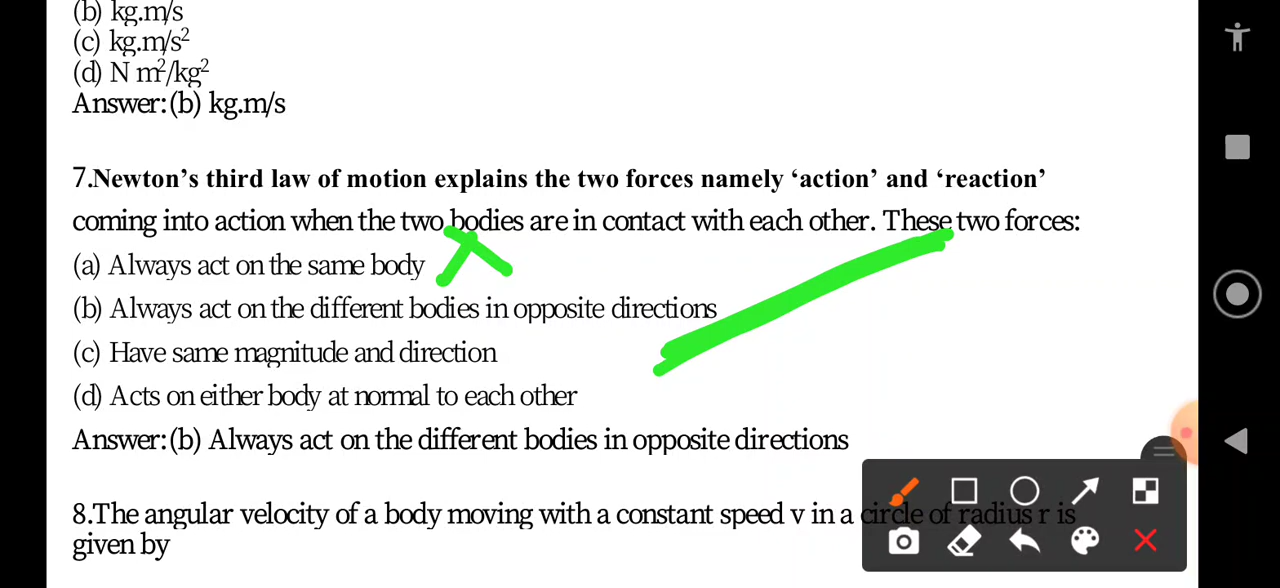 (b) kg.m/s
(c) kg.m/s²
(d) N m²/kg²
Answer:(b) kg.m/s
7.Newton’s third law of motion explains the two forces namely ‘action’ and ‘reaction’
coming into action when the two bodies are in contact with each other. These two forces:
(a) Always act on the same body
(b) Always act on the different bodies in opposite directions
(c) Have same magnitude and direction
(d) Acts on either body at normal to each other
Answer:(b) Always act on the different bodies in opposite directions
8.The angular velocity of a body moving with a constant speed v in a circle of radius r is
given by